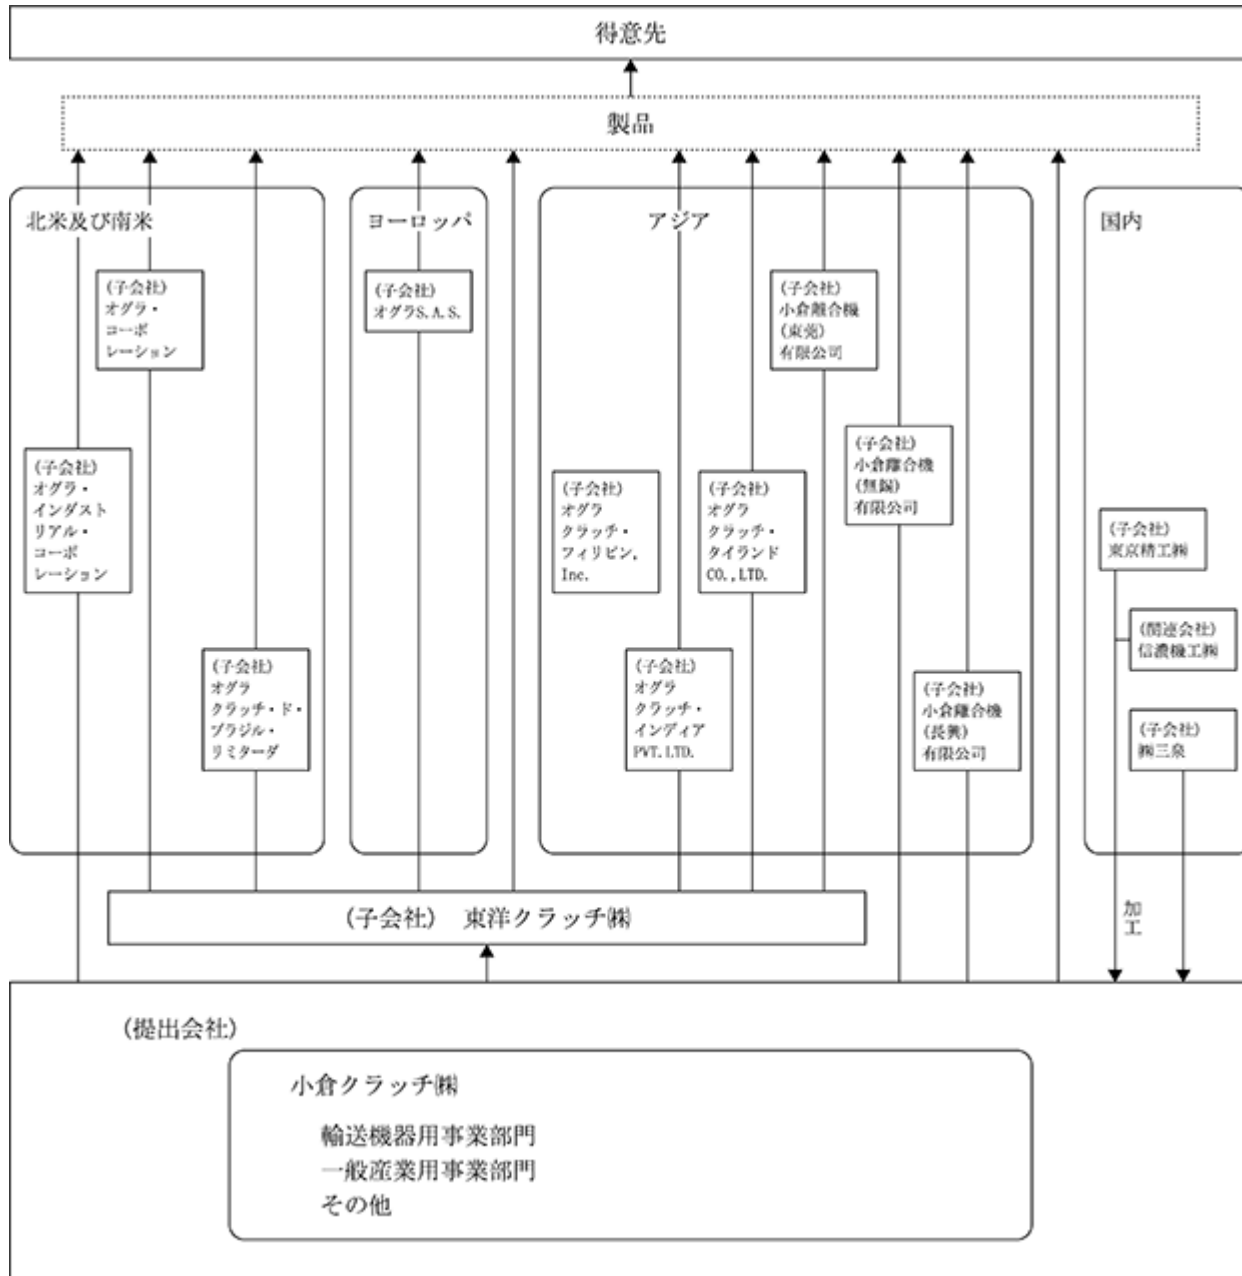 得意先
製品
北米及び南米
(子会社)
オグラ・
コーポ
レーション
(子会社)
オグラ・
インダスト
リアル・
コーポ
レーション
(子会社)
オグラ
クラッチ・ド・
ブラジル・
リミターダ
ヨーロッパ
(子会社)
オグラS.A.S.
アジア
(子会社)
小倉離合機
(東莞)
有限公司
(子会社)
小倉離合機
(無錫)
有限公司
(子会社)
オグラ
クラッチ・
フィリピン,
Inc.
(子会社)
オグラ
クラッチ・
タイランド
CO.,LTD.
(子会社)
オグラ
クラッチ・
インディア
PVT.LTD.
(子会社)
小倉離合機
(長興)
有限公司
国内
(子会社)
東京精工㈱
(関連会社)
信濃機工㈱
(子会社)
㈱三泉
加工
(子会社) 東洋クラッチ㈱
(提出会社)
小倉クラッチ㈱
輸送機器用事業部門
一般産業用事業部門
その他